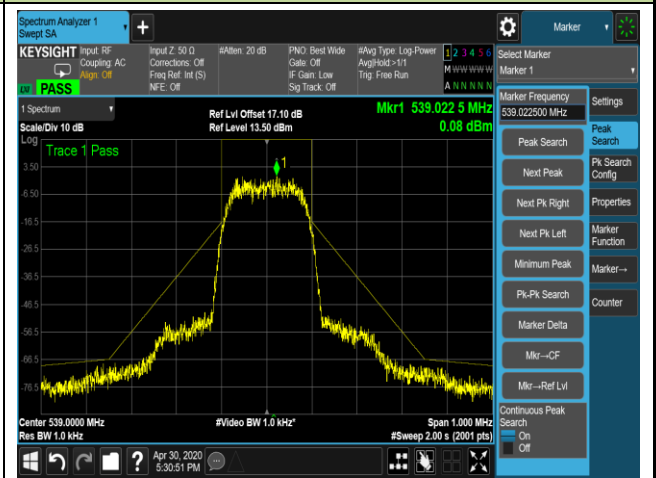 Spectrum Analyzer 1
Swept SA
+
Marker
KEYSIGHT
Input: RF
Coupling: AC
Align: Off
Input Z: 50 Ω
Corrections: Off
Freq Ref: Int (S)
NFE: Off
#Atten: 20 dB
PNO: Best Wide
Gate: Off
IF Gain: Low
Sig Track: Off
#Avg Type: Log-Power
Avg|Hold:>1/1
Trig: Free Run
1 2 3 4 5 6
M W W W W W
A N N N N N
PASS
Select Marker
Marker 1
1 Spectrum
Scale/Div 10 dB
Ref Lvl Offset 17.10 dB
Ref Level 13.50 dBm
Mkr1 539.022 5 MHz
0.08 dBm
Log
Trace 1 Pass
1
3.50
-6.50
-16.5
-26.5
-36.5
-46.5
-56.5
-66.5
-76.5
Center 539.0000 MHz
#Video BW 1.0 kHz*
Span 1.000 MHz
Res BW 1.0 kHz
#Sweep 2.00 s (2001 pts)
Marker Frequency
539.022500 MHz
Peak Search
Next Peak
Next Pk Right
Next Pk Left
Minimum Peak
Pk-Pk Search
Marker Delta
Mkr→CF
Mkr→Ref Lvl
Continuous Peak
Search
On
Off
Settings
Peak
Search
Pk Search
Config
Properties
Marker
Function
Marker→
Counter
?
Apr 30, 2020
5:30:51 PM